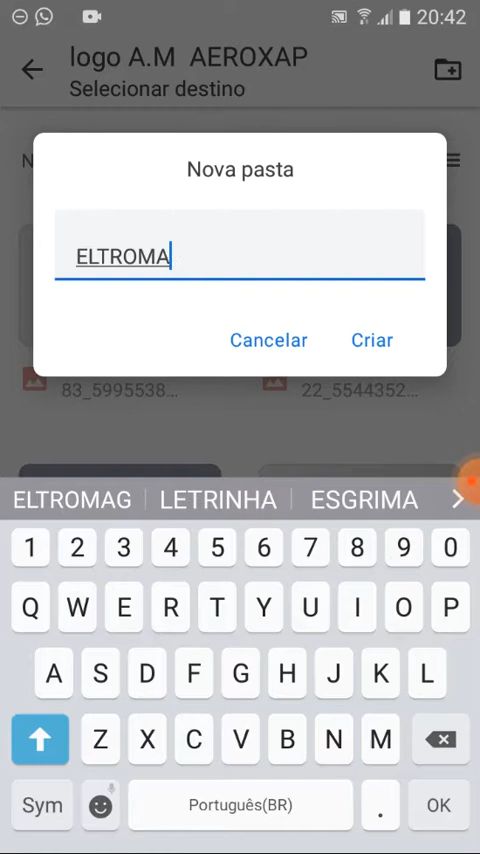 20:42
logo A.M AEROXAP
Selecionar destino
N
Nova pasta
ELTROMA
Cancelar Criar
83_5995538... 22_5544352...
ELTROMAG LETRINHA ESGRIMA
1 2 3 4 5 6 7 8 9 0
Q W E R T Y U I O P
A S D F G H J K L
Z X C V B N M
Sym Português(BR) . OK